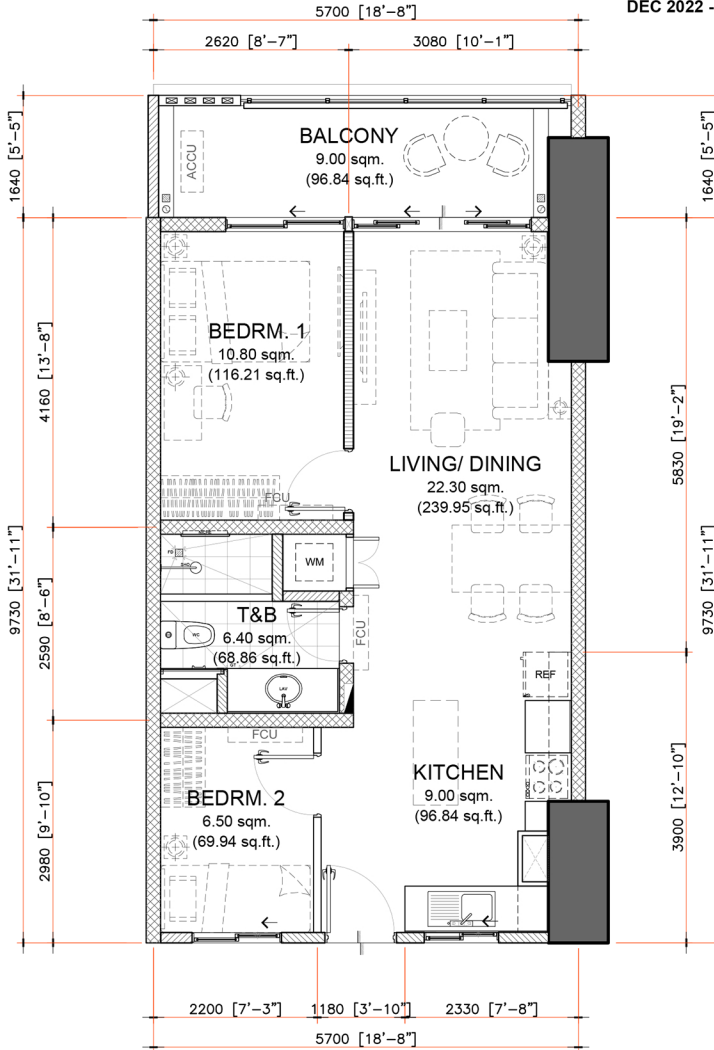 DEC 2022 -
5700 [18'-8"]
2620 [8'-7"]
3080 [10'-1"]
1640 [5'-5"]
1640 [5'-5"]
BALCONY
9.00 sqm.
(96.84 sq.ft.)
ACCU
BEDRM. 1
10.80 sqm.
(116.21 sq.ft.)
4160 [13'-8"]
5830 [19'-2"]
LIVING/ DINING
22.30 sqm.
(239.95 sq.ft.)
FCU
9730 [31'-11"]
9730 [31'-11"]
WM
T&B
6.40 sqm.
(68.86 sq.ft.)
WC
FCU
2590 [8'-6"]
REF
LAV
FCU
KITCHEN
9.00 sqm.
(96.84 sq.ft.)
BEDRM. 2
6.50 sqm.
(69.94 sq.ft.)
2980 [9'-10"]
3900 [12'-10"]
2200 [7'-3"]
1180 [3'-10"]
2330 [7'-8"]
5700 [18'-8"]